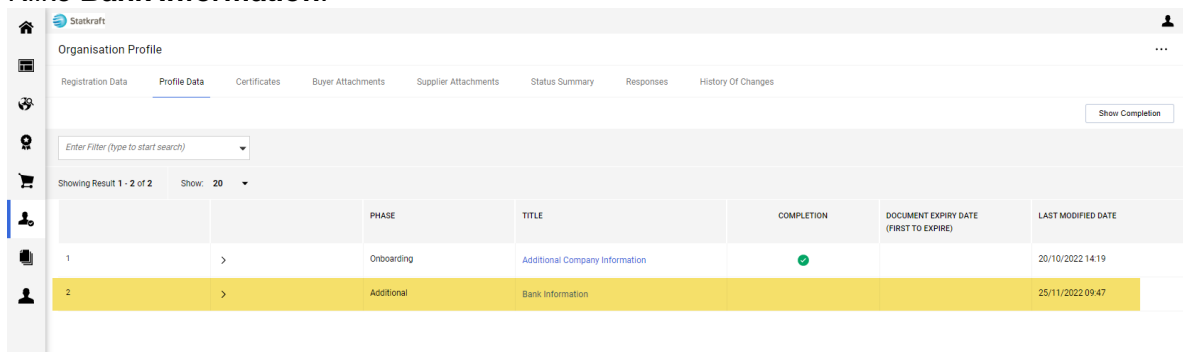 Bank Information.
Statkraft
Organisation Profile
...
Registration Data Profile Data Certificates Buyer Attachments Supplier Attachments Status Summary Responses History Of Changes
Show Completion
Enter Filter (type to start search)
Showing Result 1 - 2 of 2 Show: 20
PHASE TITLE COMPLETION DOCUMENT EXPIRY DATE (FIRST TO EXPIRE) LAST MODIFIED DATE
1 > Onboarding Additional Company Information 20/10/2022 14:19
2 > Additional Bank Information 25/11/2022 09:47